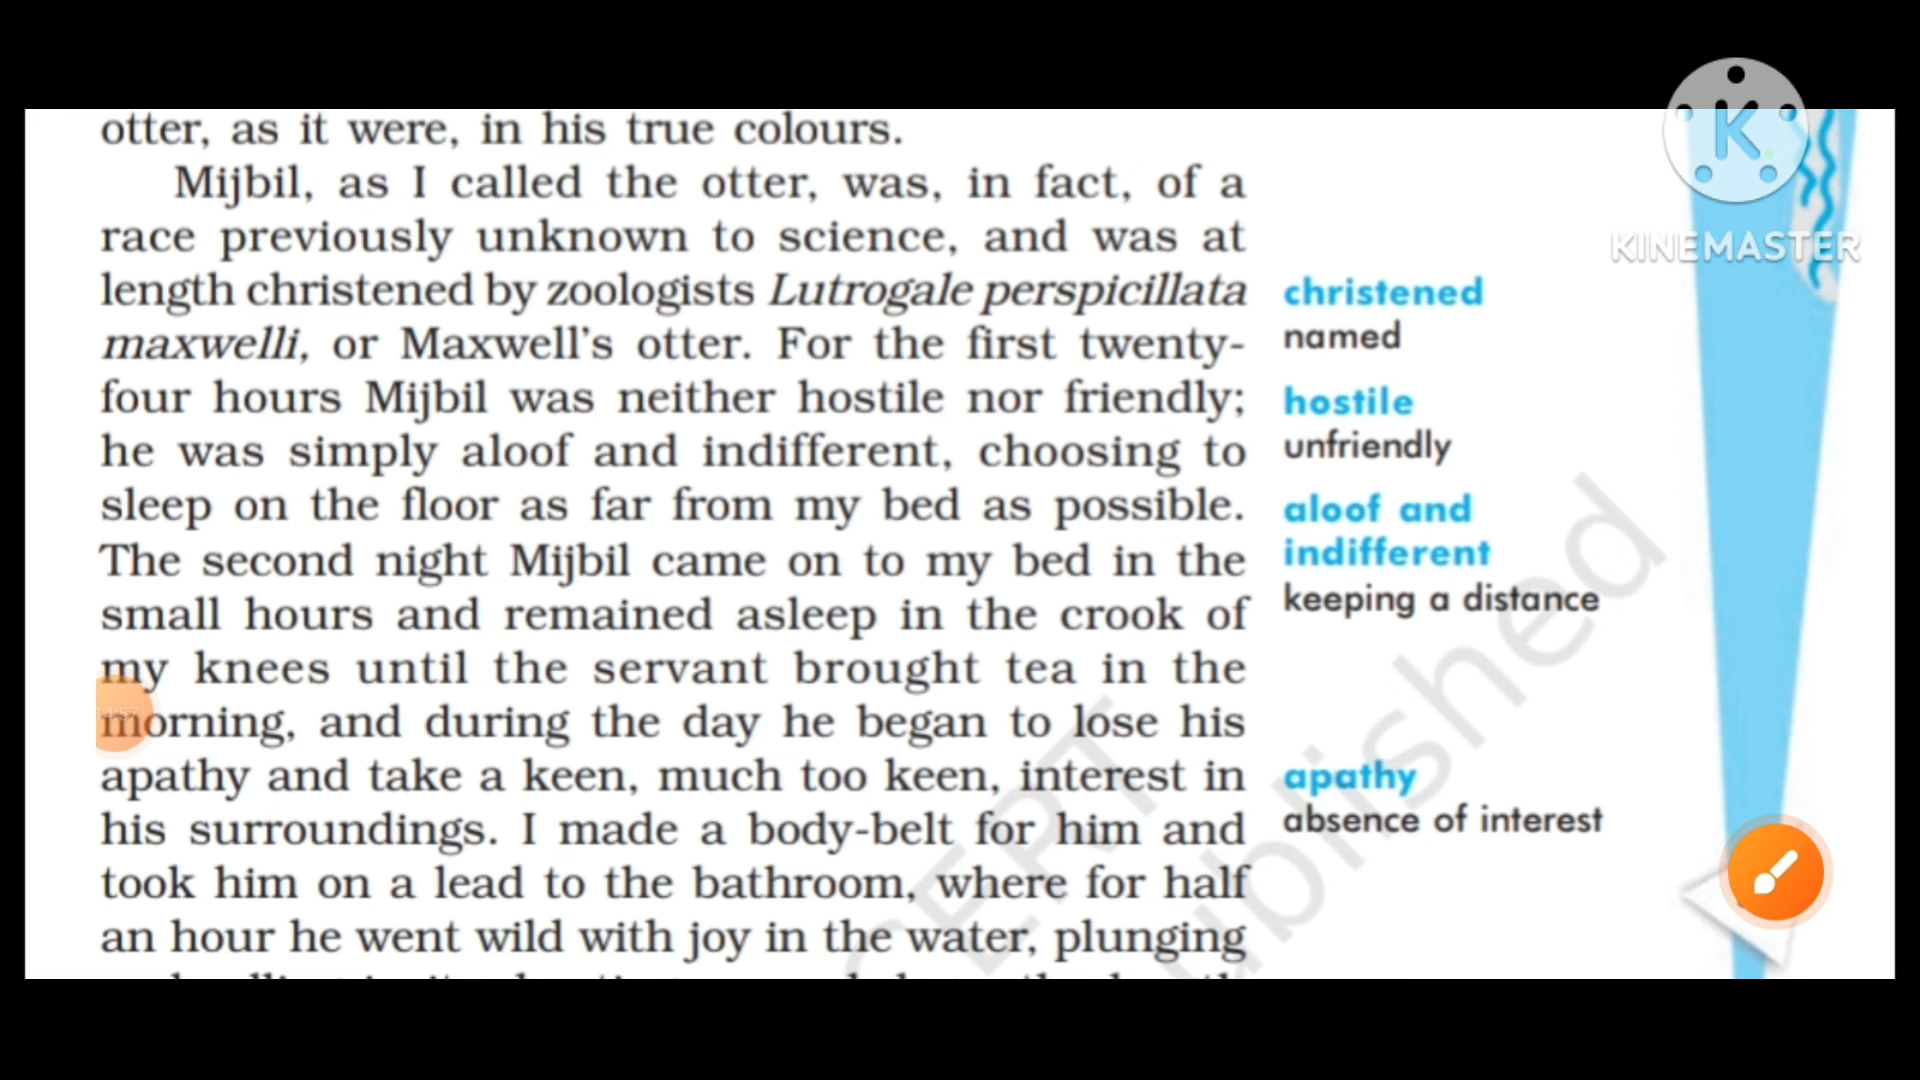 otter, as it were, in his true colours.
Mijbil, as I called the otter, was, in fact, of a
race previously unknown to science, and was at
length christened by zoologists Lutrogale perspicillata
maxwelli, or Maxwell's otter. For the first twenty-
four hours Mijbil was neither hostile nor friendly;
he was simply aloof and indifferent, choosing to
sleep on the floor as far from my bed as possible.
The second night Mijbil came on to my bed in the
small hours and remained asleep in the crook of
my knees until the servant brought tea in the
morning, and during the day he began to lose his
apathy and take a keen, much too keen, interest in
his surroundings. I made a body-belt for him and
took him on a lead to the bathroom, where for half
an hour he went wild with joy in the water, plunging
christened
named
hostile
unfriendly
aloof and
indifferent
keeping a distance
apathy
absence of interest
K
KINEMASTER
14:57